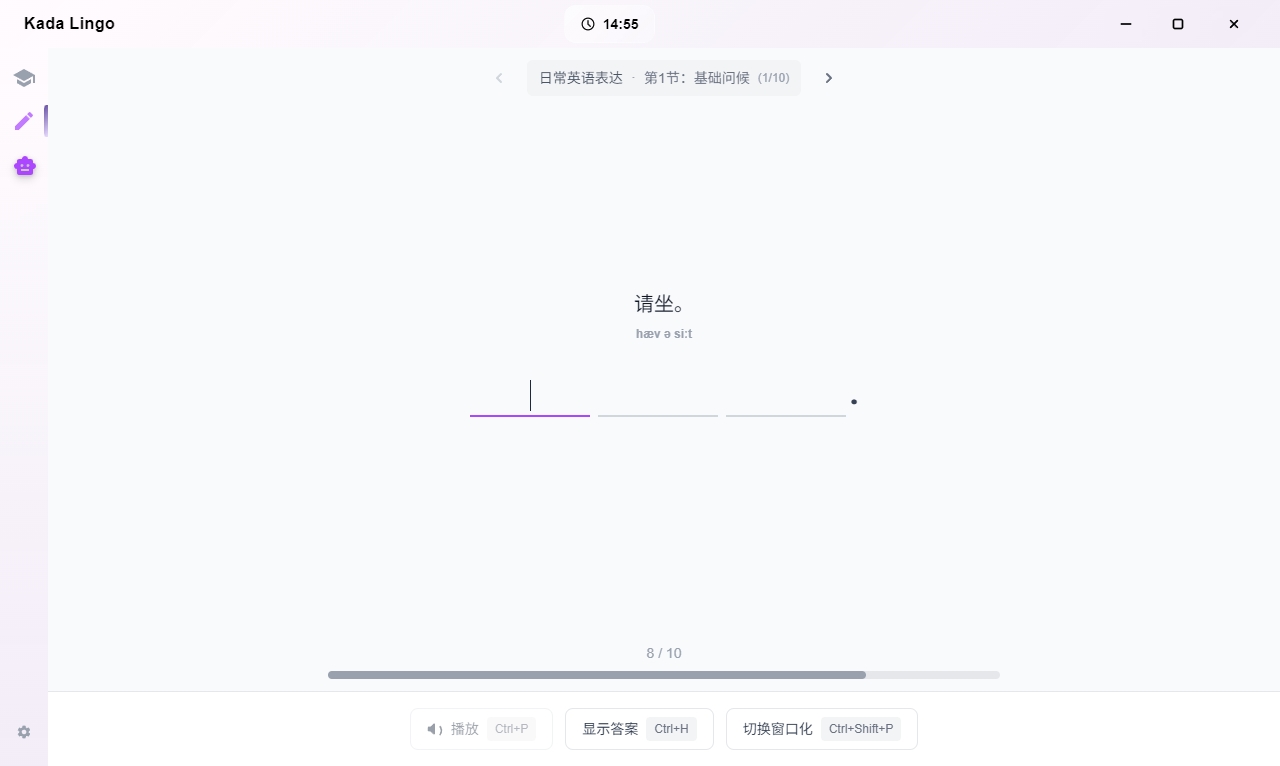 Kada Lingo
14:55
日常英语表达 · 第1节：基础问候 (1/10)
请坐。
hæv ə siːt
.
8 / 10
播放 Ctrl+P
显示答案 Ctrl+H
切换窗口化 Ctrl+Shift+P